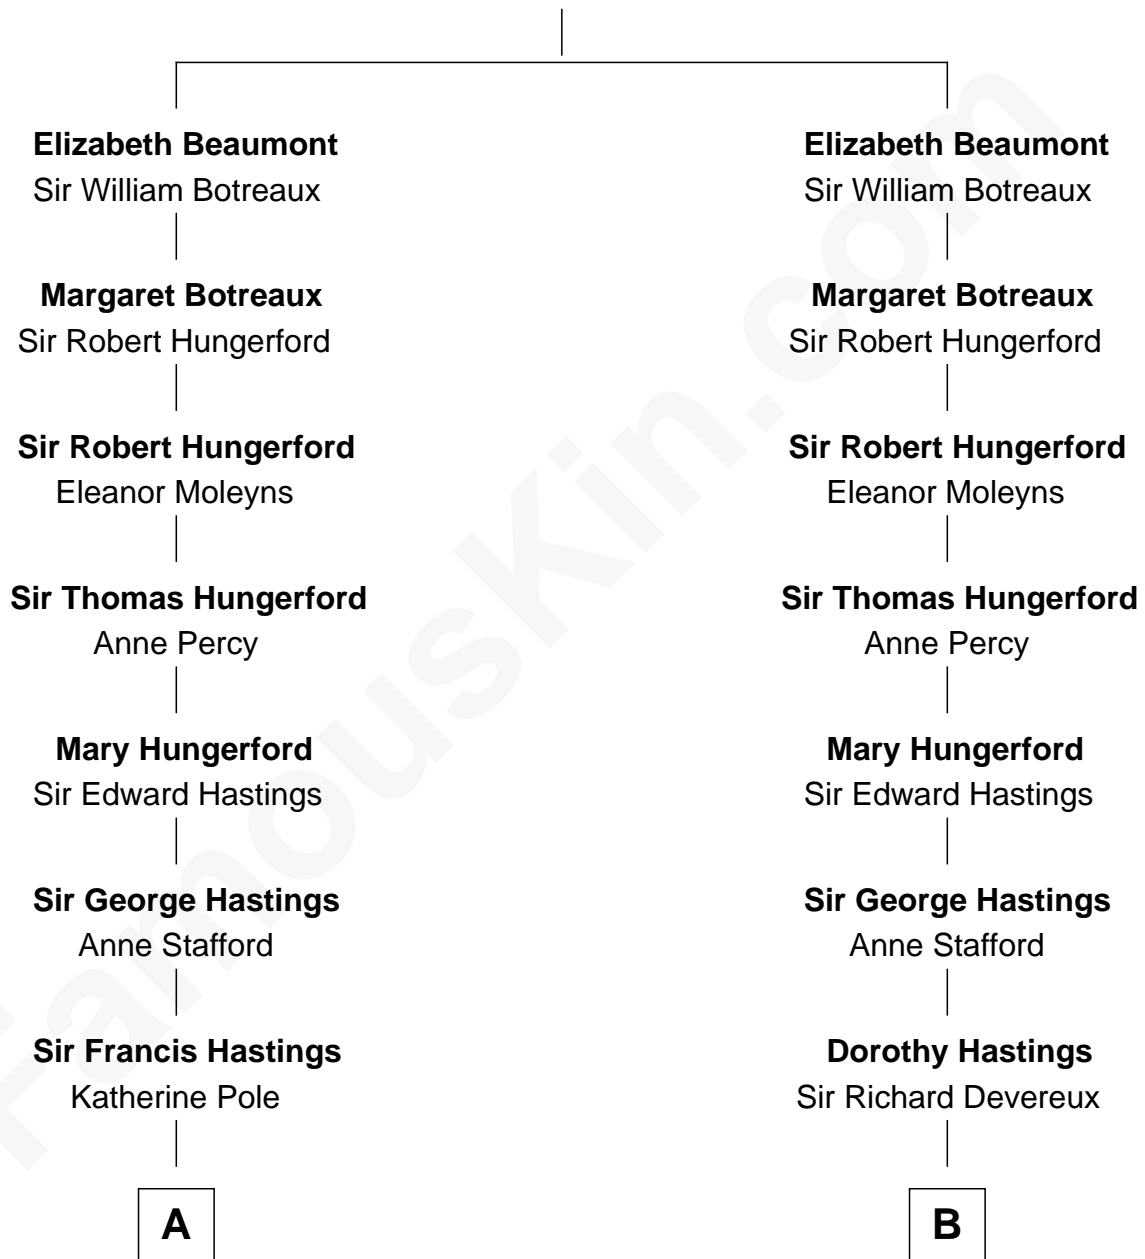 Elizabeth Beaumont
Sir William Botreaux
Margaret Botreaux
Sir Robert Hungerford
Sir Robert Hungerford
Eleanor Moleyns
Sir Thomas Hungerford
Anne Percy
Mary Hungerford
Sir Edward Hastings
Sir George Hastings
Anne Stafford
Sir Francis Hastings
Katherine Pole
A
Elizabeth Beaumont
Sir William Botreaux
Margaret Botreaux
Sir Robert Hungerford
Sir Robert Hungerford
Eleanor Moleyns
Sir Thomas Hungerford
Anne Percy
Mary Hungerford
Sir Edward Hastings
Sir George Hastings
Anne Stafford
Dorothy Hastings
Sir Richard Devereux
B
FamousKin.com